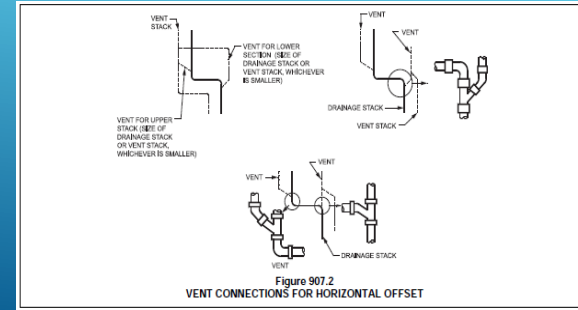 VENT
STACK
VENT FOR LOWER
SECTION (SIZE OF
DRAINAGE STACK OR
VENT STACK,
WHICHEVER
IS SMALLER)
VENT FOR UPPER
STACK (SIZE OF
DRAINAGE STACK
OR VENT STACK,
WHICHEVER IS SMALLER)
VENT
VENT
DRAINAGE STACK
VENT STACK
VENT
VENT
DRAINAGE STACK
VENT
Figure 907.2
VENT CONNECTIONS FOR HORIZONTAL OFFSET